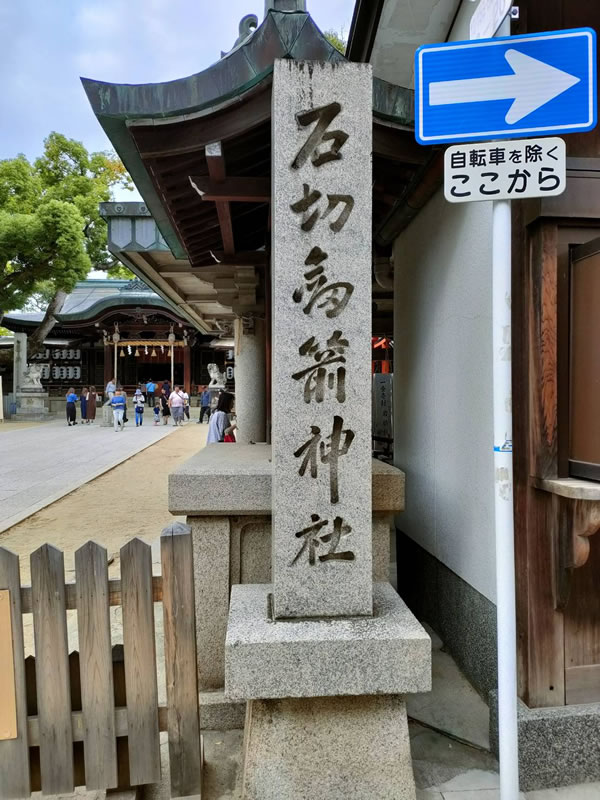 石切劔箭神社
自転車を除く
ここから